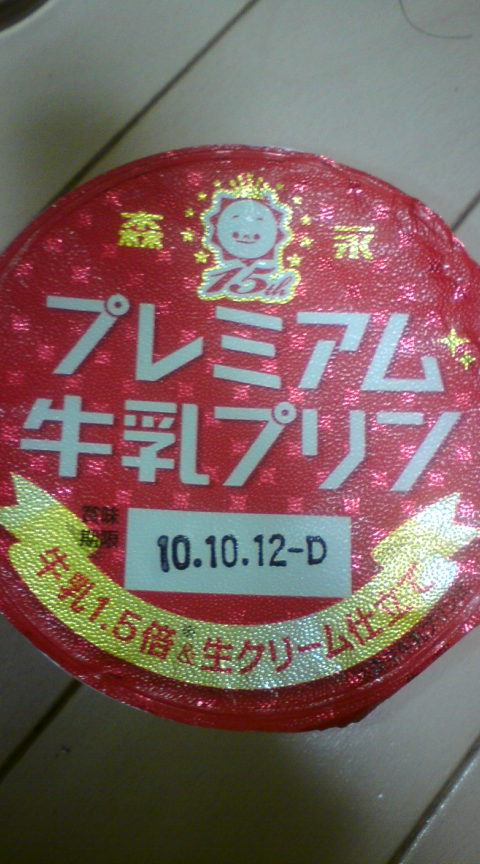 森 永
15th
プレミアム
牛乳プリン
賞味
期限
10.10.12-D
牛乳1.5倍※&生クリーム仕立て